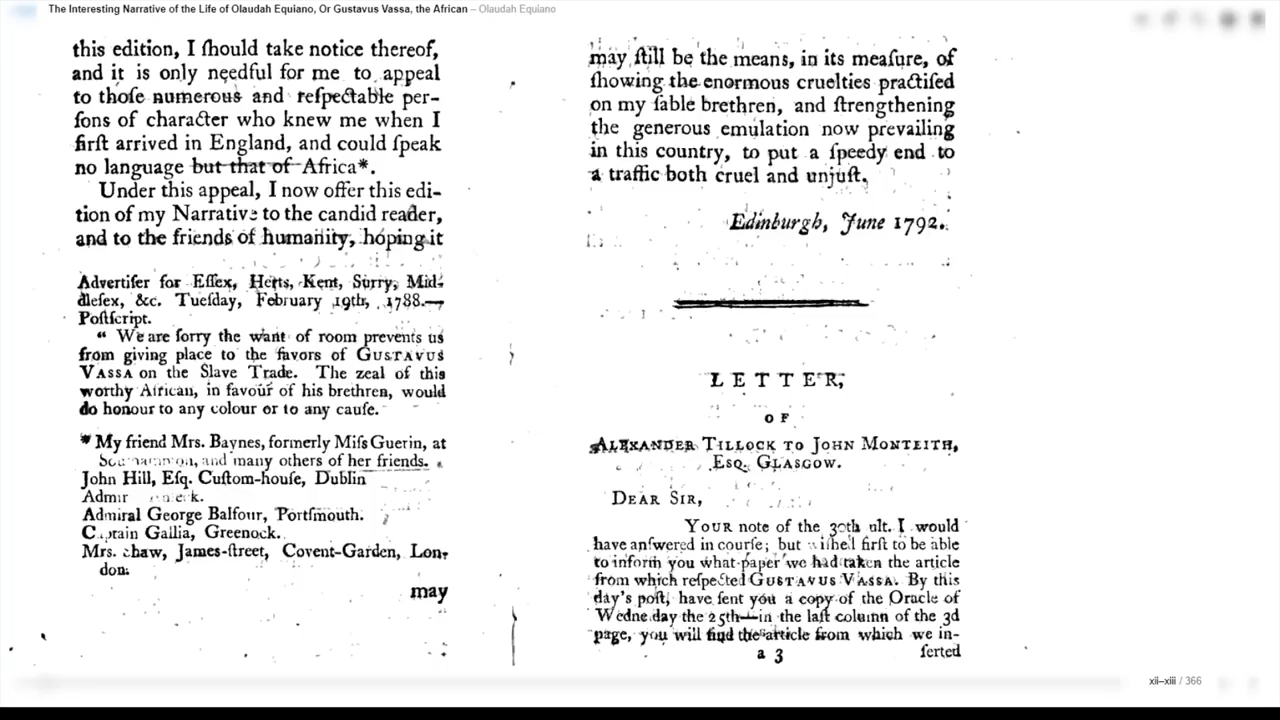 The Interesting Narrative of the Life of Olaudah Equiano, Or Gustavus Vassa, the African – Olaudah Equiano
this edition, I ſhould take notice thereof,
and it is only needful for me to appeal
to thoſe numerous and reſpectable per-
ſons of character who knew me when I
firſt arrived in England, and could ſpeak
no language but that of Africa*.
Under this appeal, I now offer this edi-
tion of my Narrative to the candid reader,
and to the friends of humanity, hoping it
Advertiſer for Eſſex, Herts, Kent, Surry, Mid-
dleſex, &c. Tueſday, February 19th, 1788.—
Poſtſcript.
“ We are ſorry the want of room prevents us
from giving place to the favors of GUSTAVUS
VASSA on the Slave Trade. The zeal of this
worthy African, in favour of his brethren, would
do honour to any colour or to any cauſe.
* My friend Mrs. Baynes, formerly Miſs Guerin, at
and many others of her friends.
John Hill, Eſq. Cuſtom-houſe, Dublin
Admiral George Balfour, Portſmouth.
Captain Gallia, Greenock.
Mrs. Shaw, James-ſtreet, Covent-Garden, Lon-
don.
may
may ſtill be the means, in its meaſure, of
ſhowing the enormous cruelties practiſed
on my ſable brethren, and ſtrengthening
the generous emulation now prevailing
in this country, to put a ſpeedy end to
a traffic both cruel and unjuſt.
Edinburgh, June 1792.
LETTER,
OF
ALEXANDER TILLOCK TO JOHN MONTEITH,
ESQ. GLASGOW.
DEAR SIR,
YOUR note of the 30th ult. I would
have anſwered in courſe; but wiſhed firſt to be able
to inform you what paper we had taken the article
from which reſpected GUSTAVUS VASSA. By this
day's poſt, have ſent you a copy of the Oracle of
Wedneſday the 25th—in the laſt column of the 3d
page, you will find the article from which we in-
a 3 ſerted
xii–xiii / 366